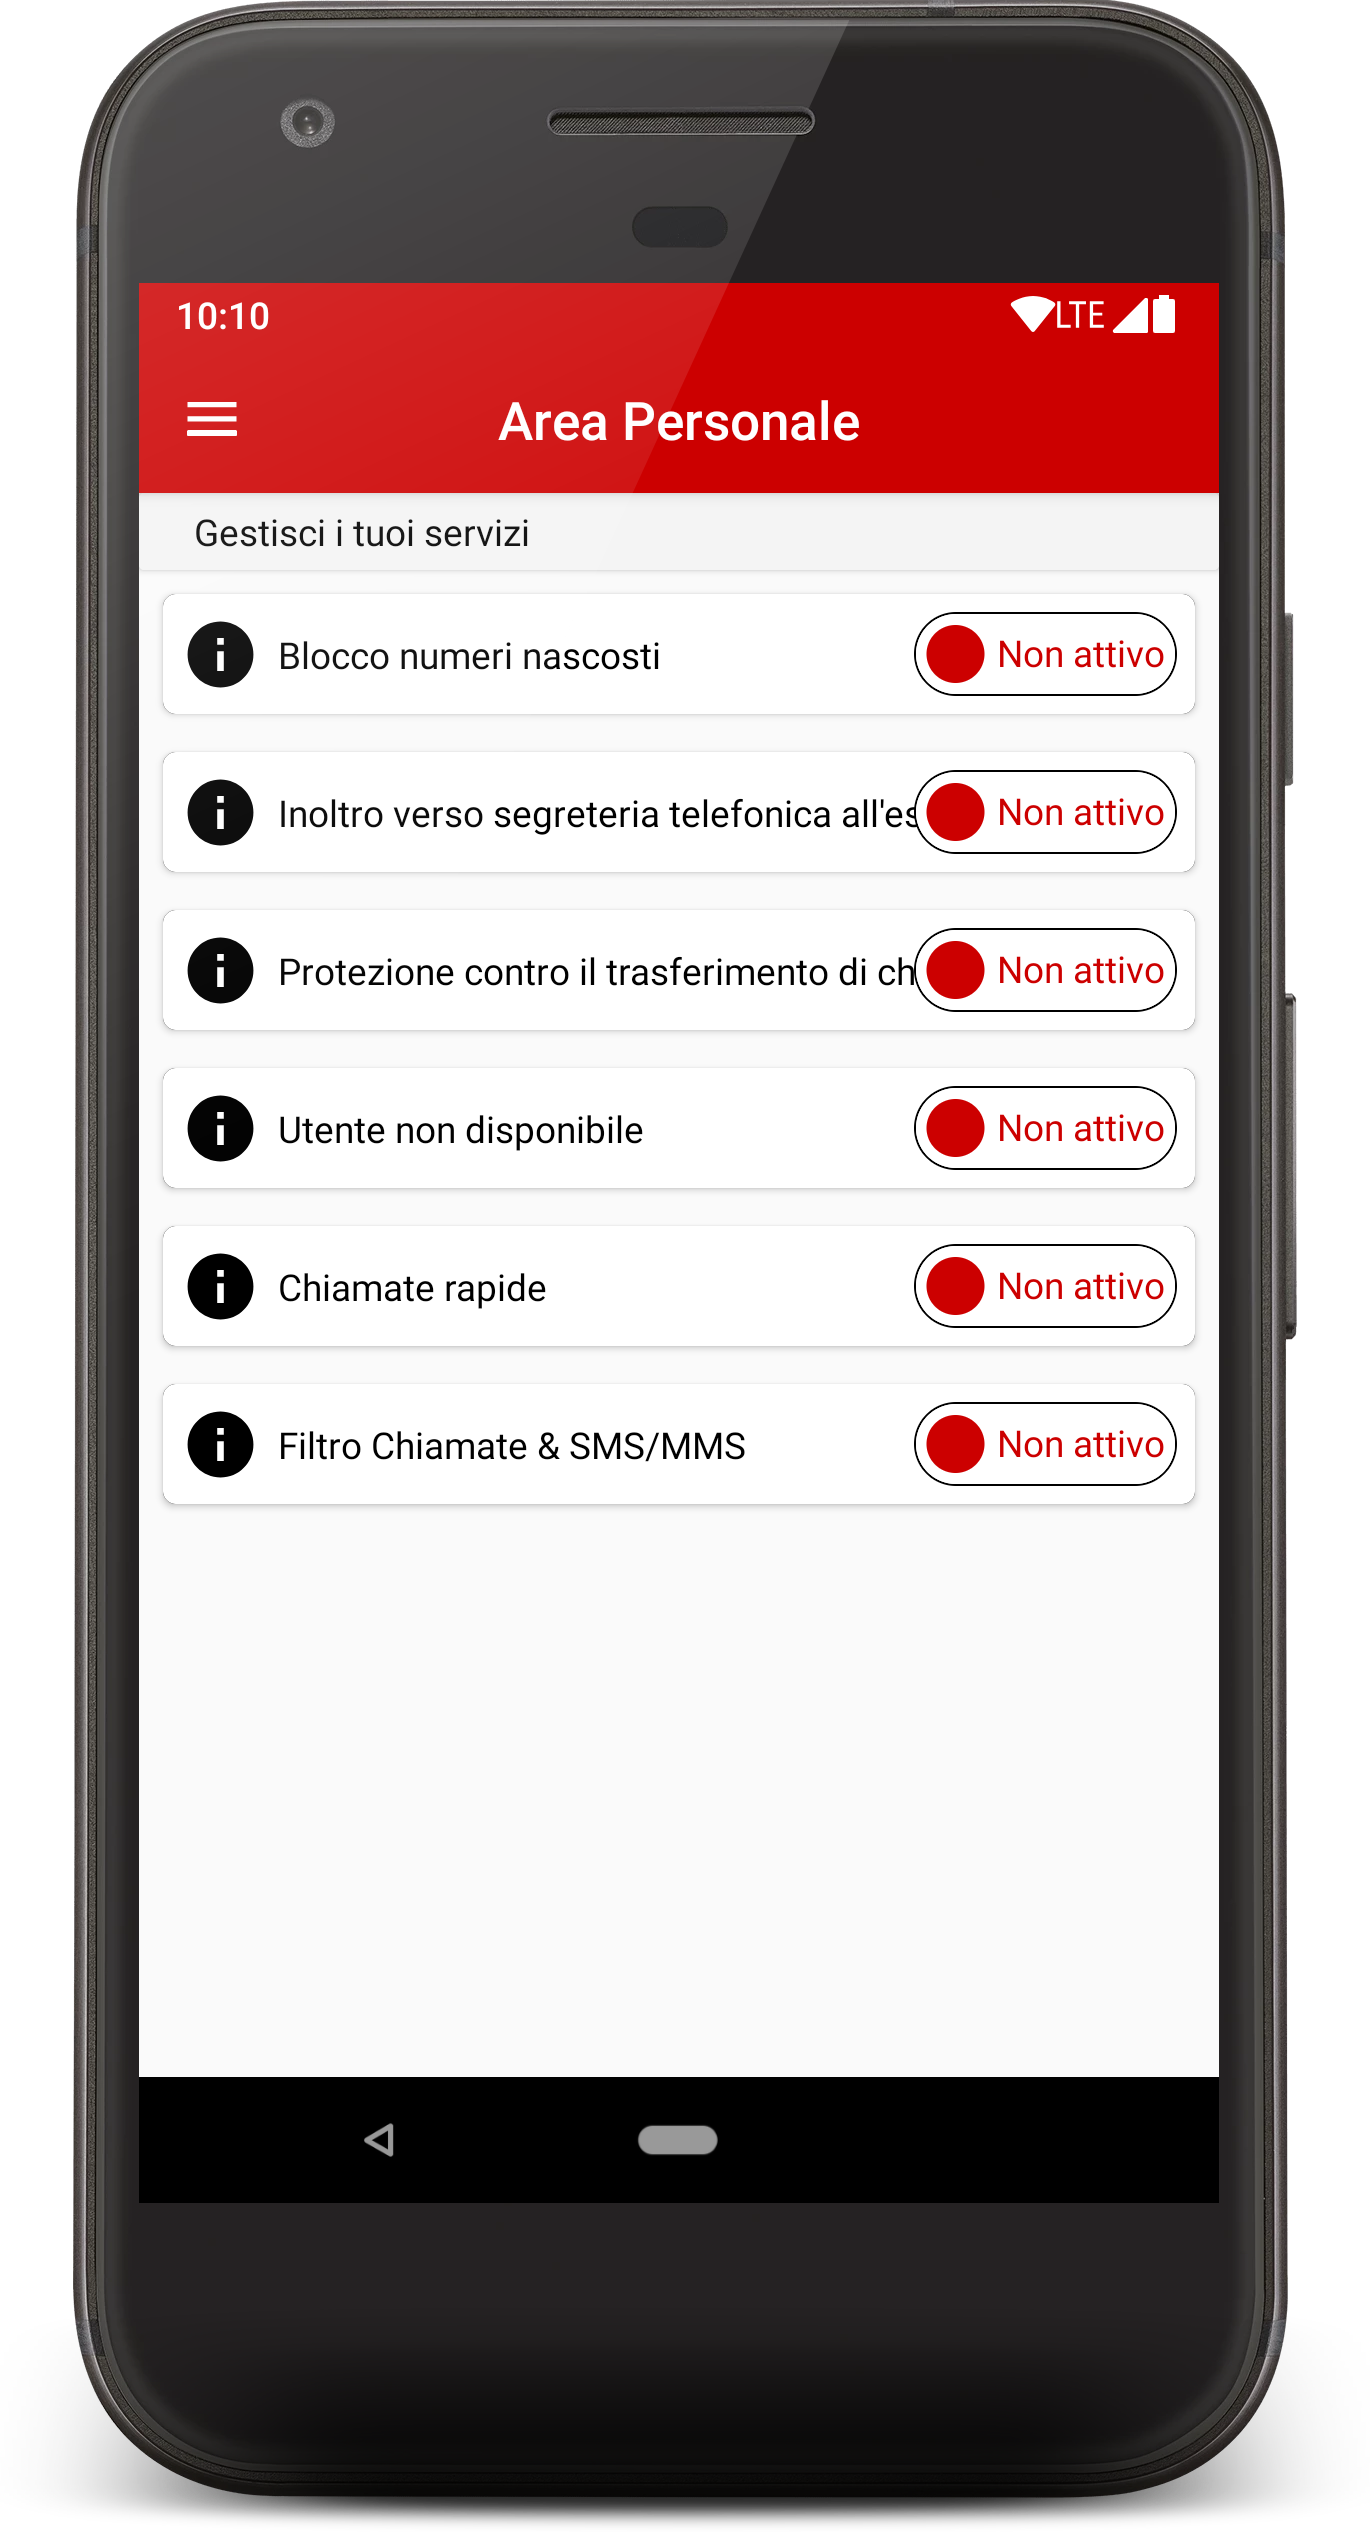 10:10 LTE
Area Personale
Gestisci i tuoi servizi
Blocco numeri nascosti Non attivo
Inoltro verso segreteria telefonica all'es Non attivo
Protezione contro il trasferimento di ch Non attivo
Utente non disponibile Non attivo
Chiamate rapide Non attivo
Filtro Chiamate & SMS/MMS Non attivo